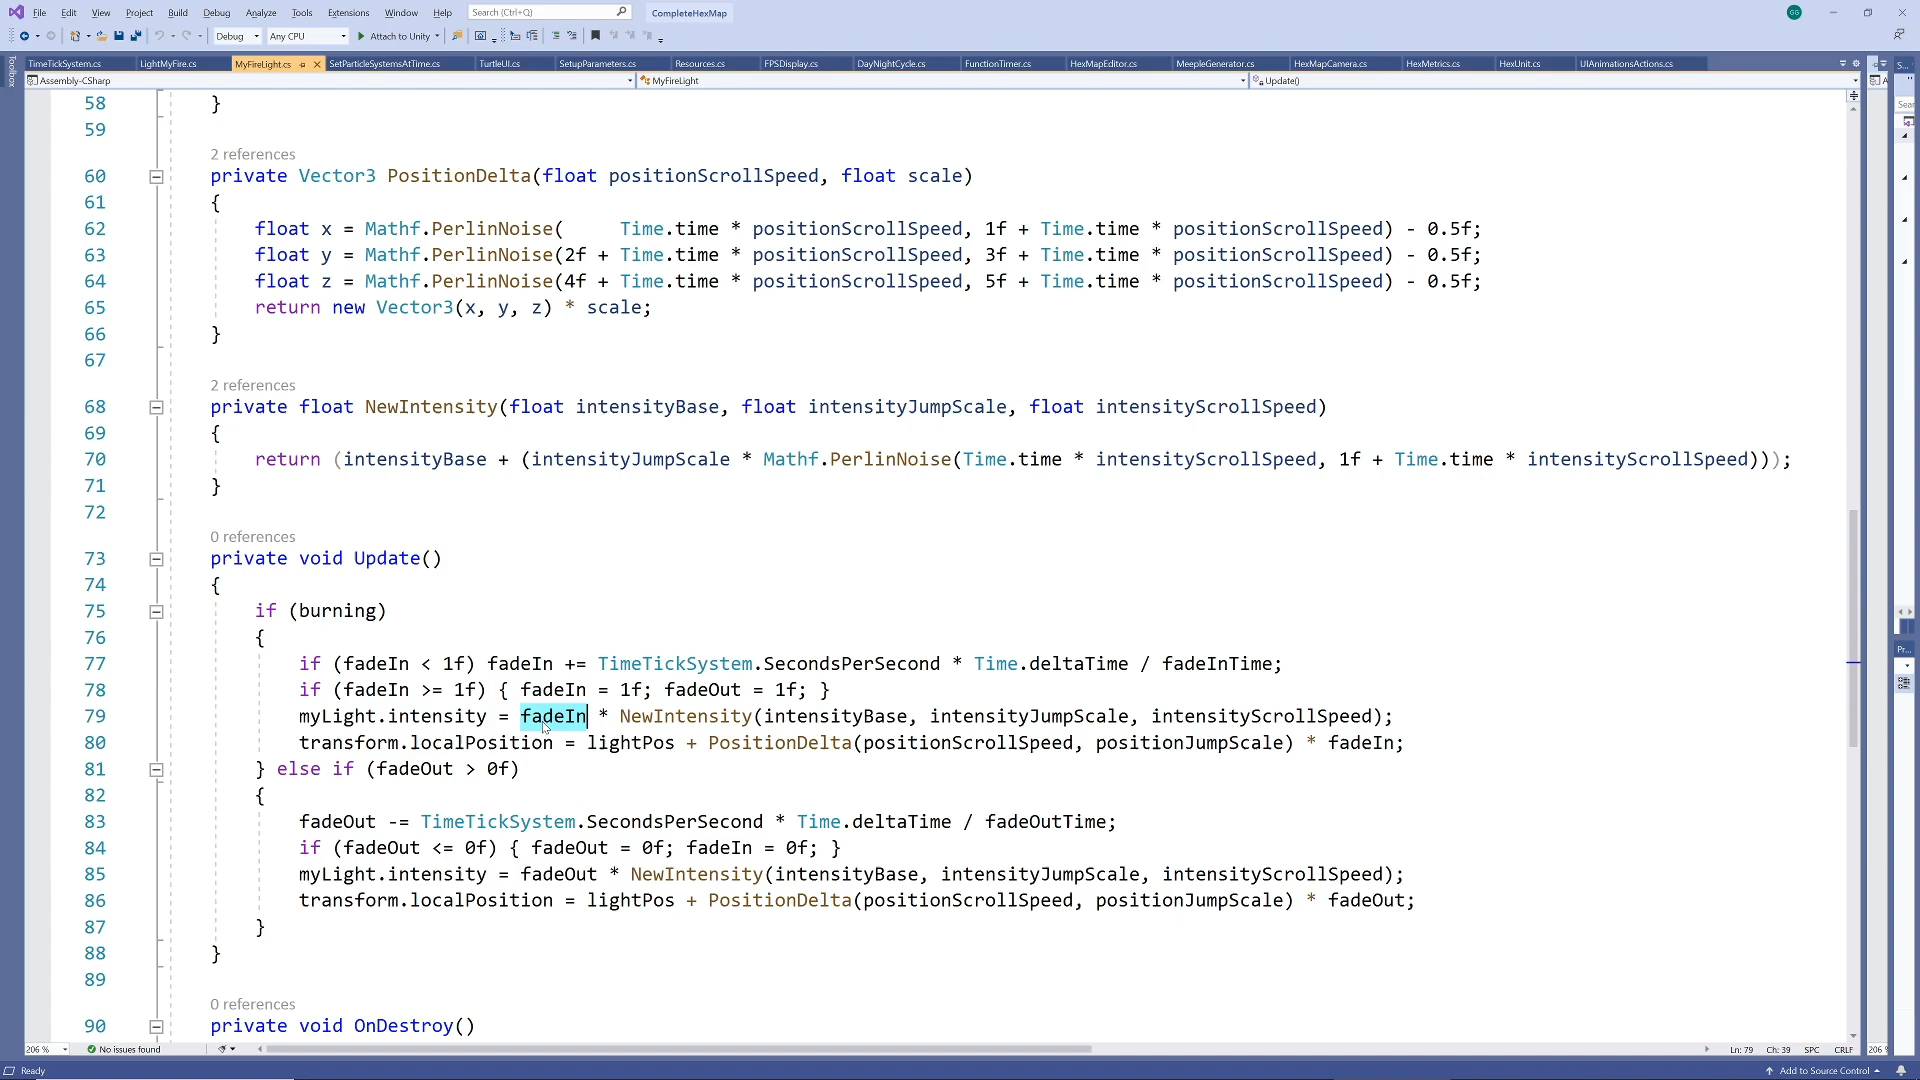 File Edit View Project Build Debug Analyze Tools Extensions Window Help Search (Ctrl+Q) CompleteHexMap GG
Debug Any CPU Attach to Unity
TimeTickSystem.cs LightMyFire.cs MyFireLight.cs SetParticleSystemsAtTime.cs TurtleUI.cs SetupParameters.cs Resources.cs FPSDisplay.cs DayNightCycle.cs FunctionTimer.cs HexMapEditor.cs MeepleGenerator.cs HexMapCamera.cs HexMetrics.cs HexUnit.cs UIAnimationsActions.cs S...
Toolbox
Assembly-CSharp MyFireLight Update() A
Sear
58 }
59
2 references
60 private Vector3 PositionDelta(float positionScrollSpeed, float scale)
61 {
62 float x = Mathf.PerlinNoise( Time.time * positionScrollSpeed, 1f + Time.time * positionScrollSpeed) - 0.5f;
63 float y = Mathf.PerlinNoise(2f + Time.time * positionScrollSpeed, 3f + Time.time * positionScrollSpeed) - 0.5f;
64 float z = Mathf.PerlinNoise(4f + Time.time * positionScrollSpeed, 5f + Time.time * positionScrollSpeed) - 0.5f;
65 return new Vector3(x, y, z) * scale;
66 }
67
2 references
68 private float NewIntensity(float intensityBase, float intensityJumpScale, float intensityScrollSpeed)
69 {
70 return (intensityBase + (intensityJumpScale * Mathf.PerlinNoise(Time.time * intensityScrollSpeed, 1f + Time.time * intensityScrollSpeed)));
71 }
72
0 references
73 private void Update()
74 {
75 if (burning)
76 {
77 if (fadeIn < 1f) fadeIn += TimeTickSystem.SecondsPerSecond * Time.deltaTime / fadeInTime;
78 if (fadeIn >= 1f) { fadeIn = 1f; fadeOut = 1f; }
79 myLight.intensity = fadeIn * NewIntensity(intensityBase, intensityJumpScale, intensityScrollSpeed);
80 transform.localPosition = lightPos + PositionDelta(positionScrollSpeed, positionJumpScale) * fadeIn;
81 } else if (fadeOut > 0f)
82 {
83 fadeOut -= TimeTickSystem.SecondsPerSecond * Time.deltaTime / fadeOutTime;
84 if (fadeOut <= 0f) { fadeOut = 0f; fadeIn = 0f; }
85 myLight.intensity = fadeOut * NewIntensity(intensityBase, intensityJumpScale, intensityScrollSpeed);
86 transform.localPosition = lightPos + PositionDelta(positionScrollSpeed, positionJumpScale) * fadeOut;
87 }
88 }
89
0 references
90 private void OnDestroy()
Pr...
206 % No issues found Ln: 79 Ch: 39 SPC CRLF 206 %
Ready Add to Source Control